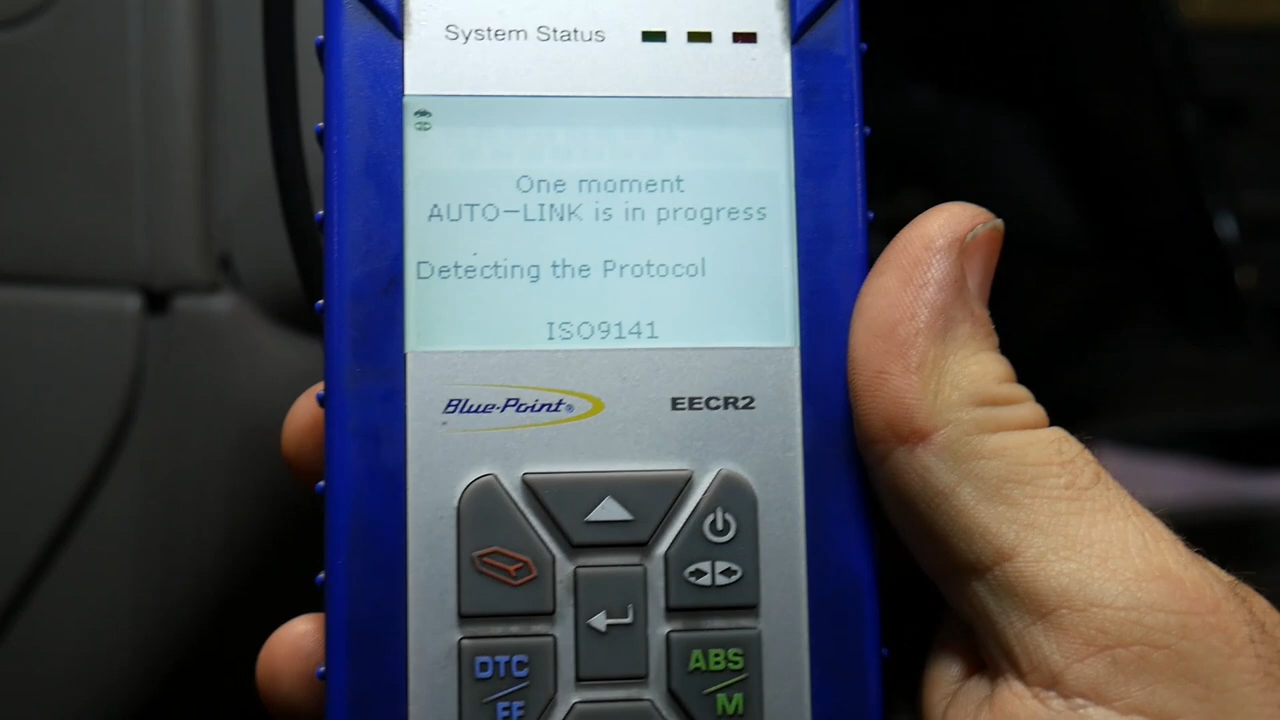 System Status
One moment
AUTO-LINK is in progress
Detecting the Protocol
ISO9141
Blue-Point®
EECR2
DTC
FF
ABS
M